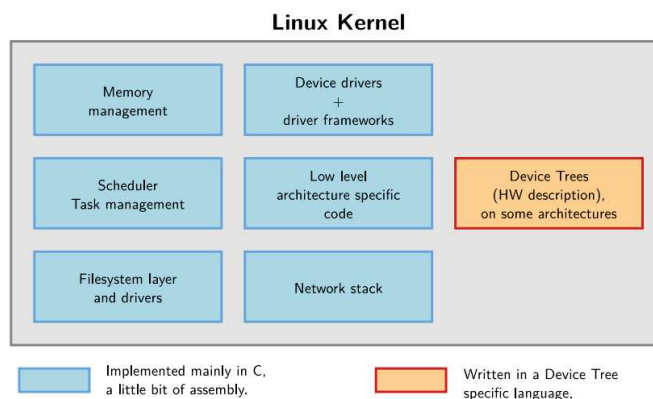 Linux Kernel
Memory
management
Device drivers
+
driver frameworks
Scheduler
Task management
Low level
architecture specific
code
Device Trees
(HW description),
on some architectures
Filesystem layer
and drivers
Network stack
Implemented mainly in C,
a little bit of assembly.
Written in a Device Tree
specific language.